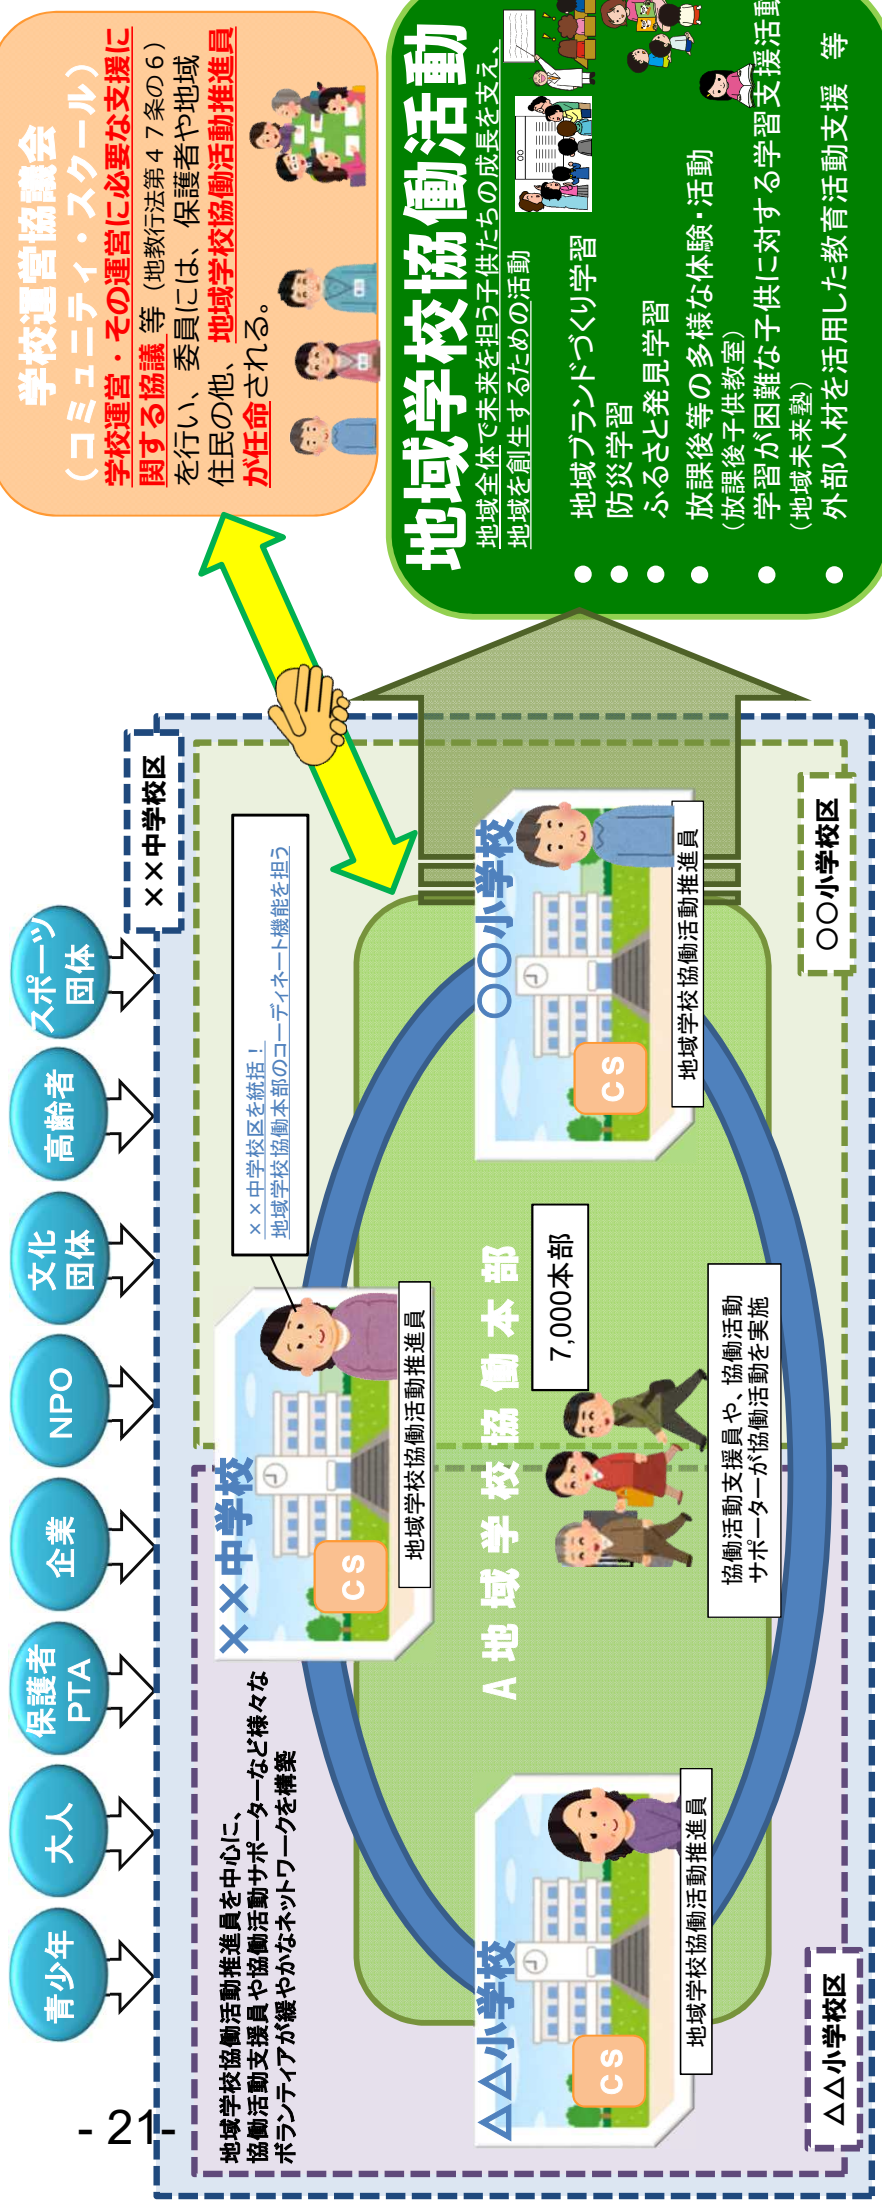 青少年
大人
保護者
PTA
企業
NPO
文化
団体
高齢者
スポーツ
団体
××中学校区
地域学校協働活動推進員を中心に、
協働活動支援員や協働活動サポーターなど様々な
ボランティアが緩やかなネットワークを構築
××中学校
CS
地域学校協働活動推進員
××中学校区を統括!
地域学校協働本部のコーディネート機能を担う
△△小学校
CS
地域学校協働活動推進員
A 地域学校協働本部
7,000本部
協働活動支援員や、協働活動
サポーターが協働活動を実施
〇〇小学校
CS
地域学校協働活動推進員
△△小学校区
〇〇小学校区
学校運営協議会
(コミュニティ・スクール)
学校運営・その運営に必要な支援に
関する協議 等(地教行法第47条の6)
を行い、委員には、保護者や地域
住民の他、地域学校協働活動推進員
が任命される。
地域学校協働活動
地域全体で未来を担う子供たちの成長を支え、
地域を創生するための活動
● 地域ブランドづくり学習
● 防災学習
● ふるさと発見学習
● 放課後等の多様な体験・活動
(放課後子供教室)
● 学習が困難な子供に対する学習支援活動
(地域未来塾)
● 外部人材を活用した教育活動支援 等
- 21-